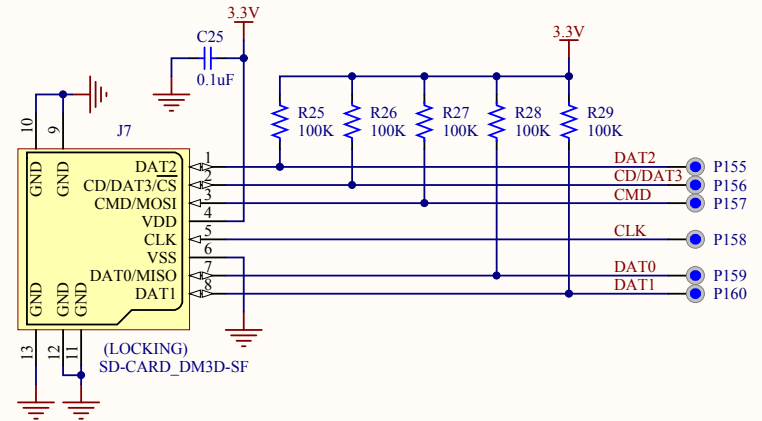 3.3V
C25
0.1uF
3.3V
R25
100K
R26
100K
R27
100K
R28
100K
R29
100K
J7
10
9
GND
GND
DAT2
1
DAT2
P155
CD/DAT3/CS
2
CD/DAT3
P156
CMD/MOSI
3
CMD
P157
VDD
4
CLK
5
CLK
P158
VSS
6
DAT0/MISO
7
DAT0
P159
DAT1
8
DAT1
P160
GND
GND
GND
13
12
11
(LOCKING)
SD-CARD_DM3D-SF